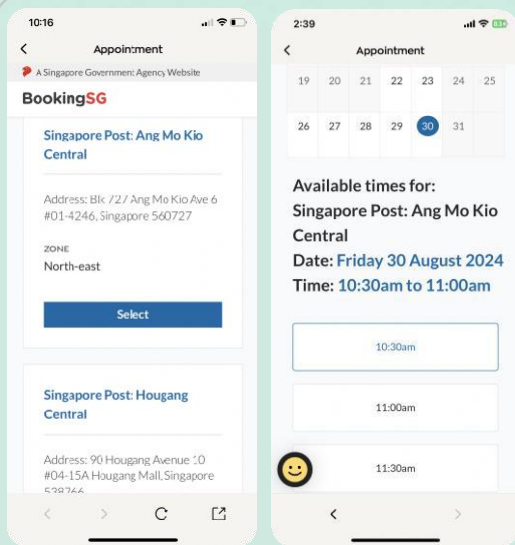 10:16
Appointment
A Singapore Government Agency Website
BookingSG
Singapore Post: Ang Mo Kio
Central
Address: Blk 727 Ang Mo Kio Ave 6
#01-4246, Singapore 560727
ZONE
North-east
Select
Singapore Post: Hougang
Central
Address: 90 Hougang Avenue 10
#04-15A Hougang Mall, Singapore
538766
2:39
Appointment
19 20 21 22 23 24 25
26 27 28 29 30 31
Available times for:
Singapore Post: Ang Mo Kio
Central
Date: Friday 30 August 2024
Time: 10:30am to 11:00am
10:30am
11:00am
11:30am